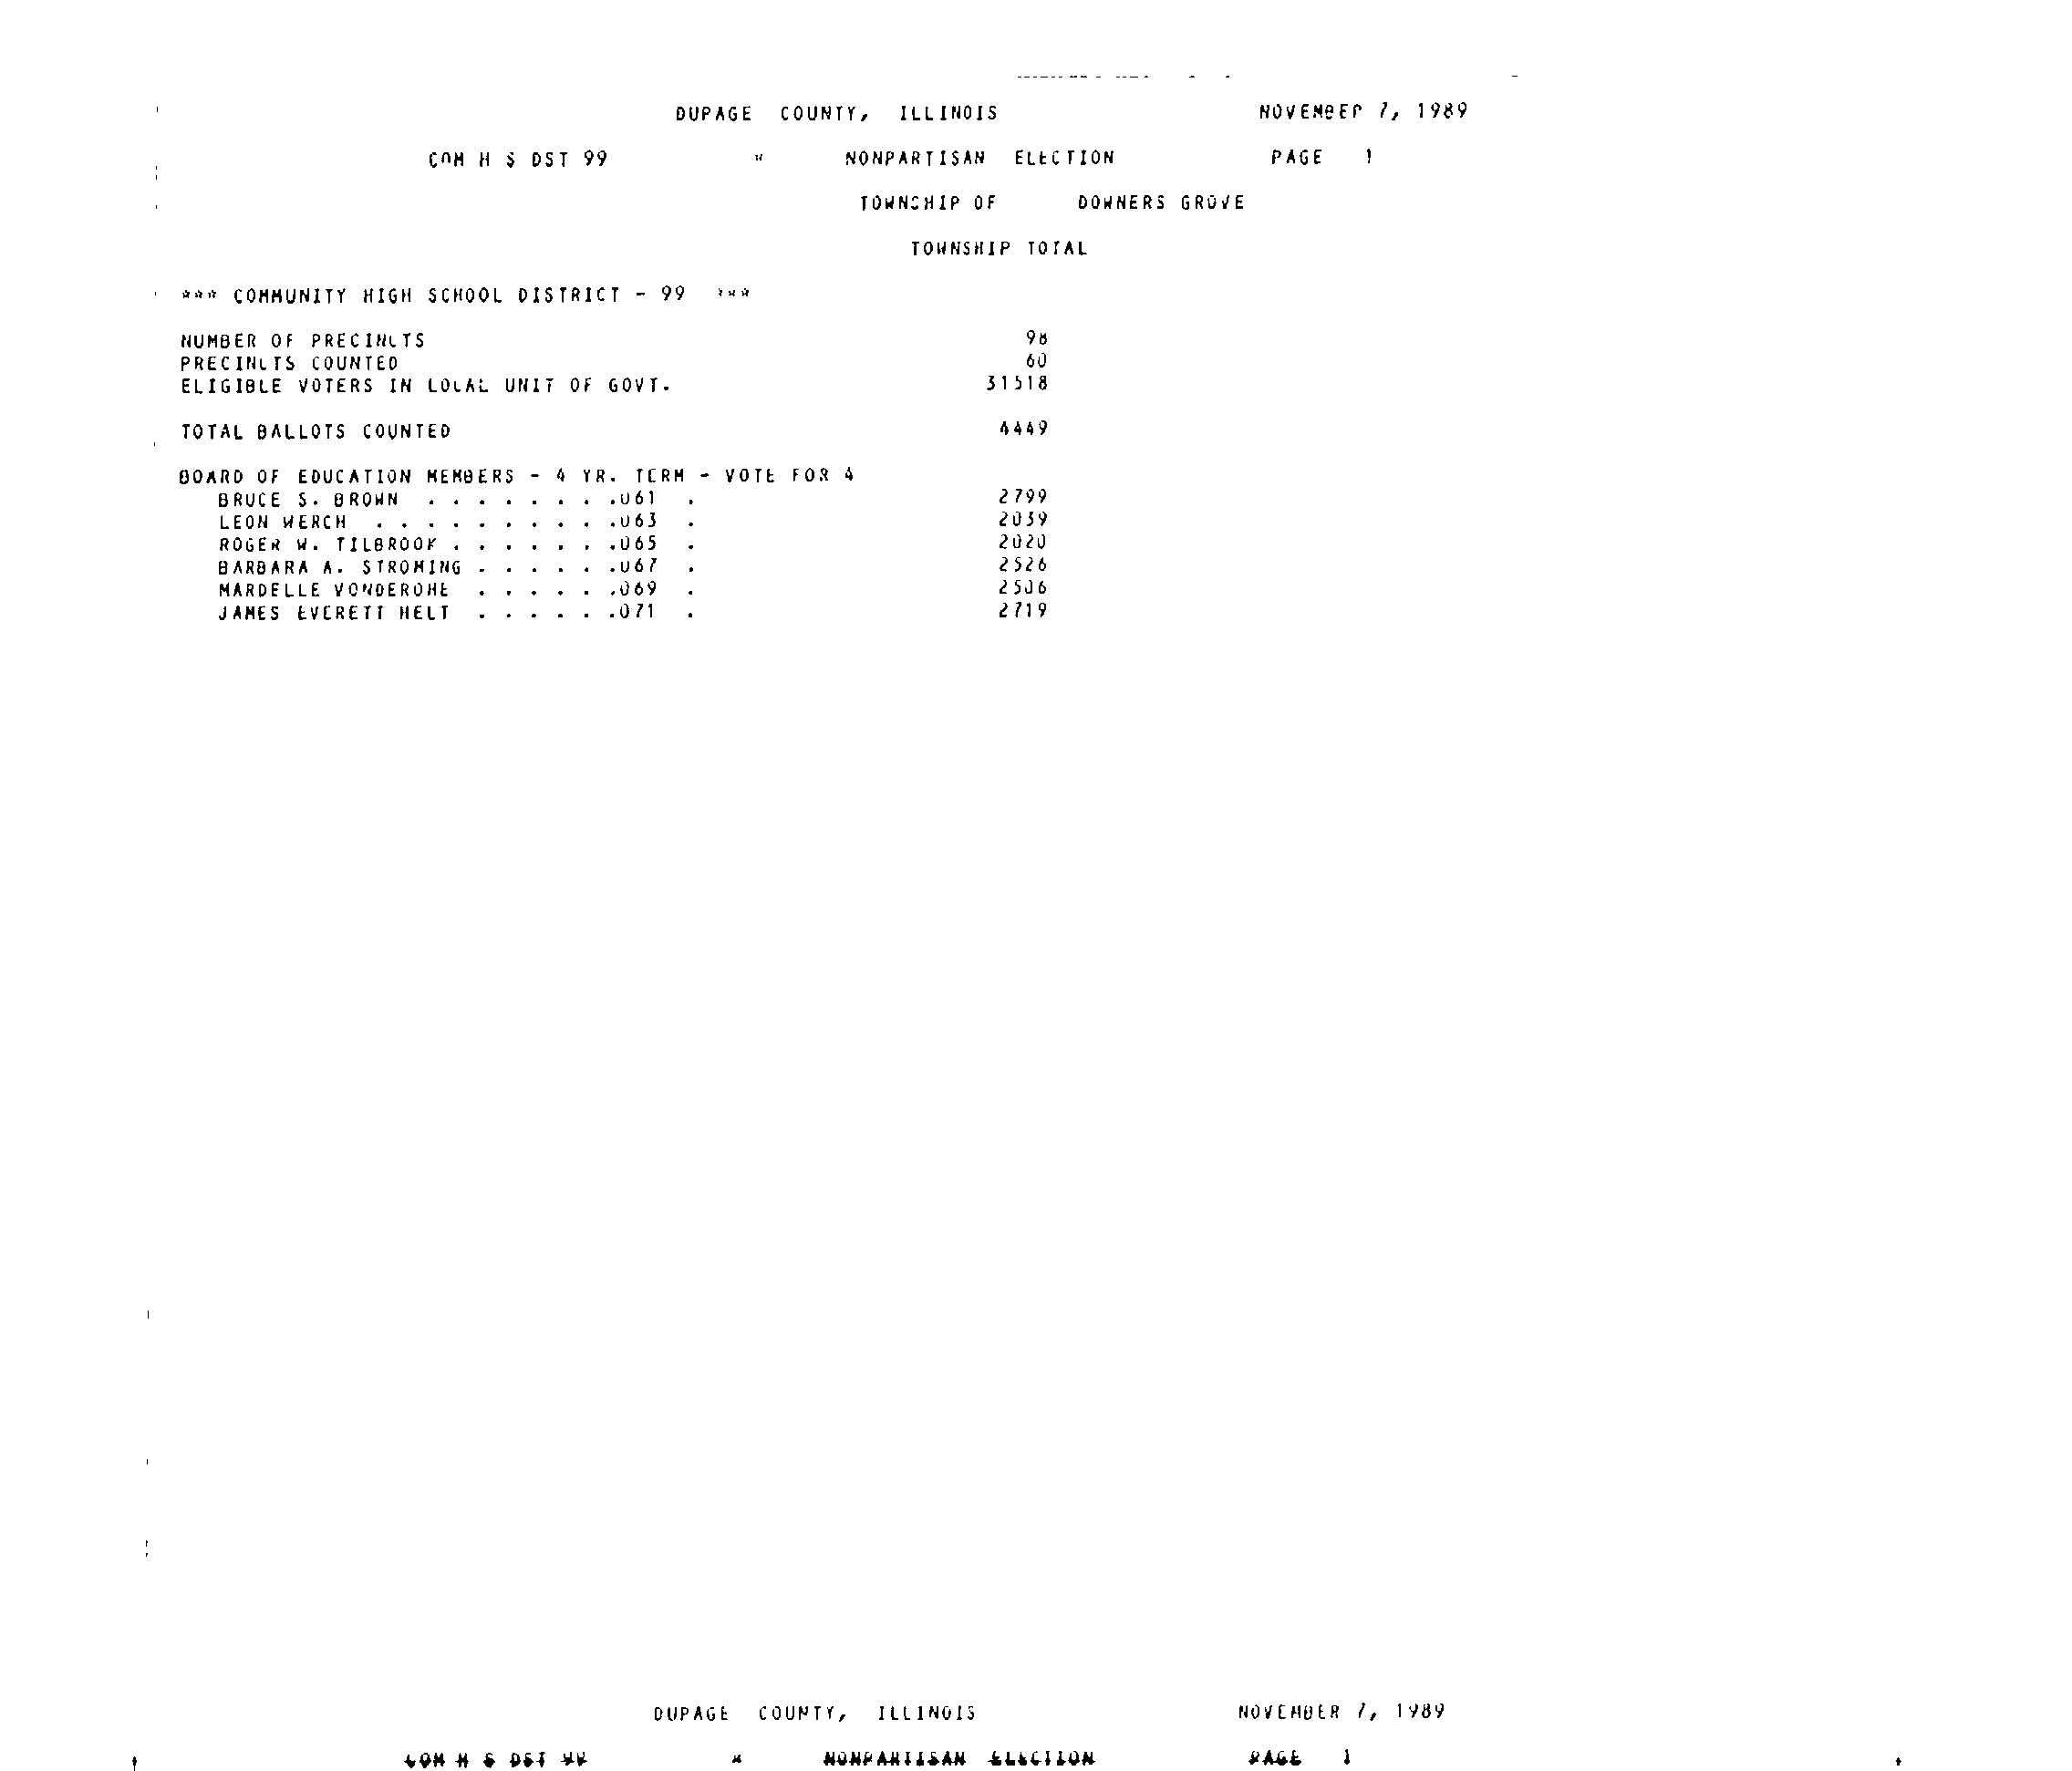 DUPAGE COUNTY, ILLINOIS NOVEMBER 7, 1989
COM H S DST 99 * NONPARTISAN ELECTION PAGE 1
TOWNSHIP OF DOWNERS GROVE
TOWNSHIP TOTAL
*** COMMUNITY HIGH SCHOOL DISTRICT - 99 ***
NUMBER OF PRECINCTS 98
PRECINCTS COUNTED 60
ELIGIBLE VOTERS IN LOCAL UNIT OF GOVT. 31518
TOTAL BALLOTS COUNTED 4449
BOARD OF EDUCATION MEMBERS - 4 YR. TERM - VOTE FOR 4
BRUCE S. BROWN . . . . . . . .061 . 2799
LEON WERCH . . . . . . . . . .063 . 2039
ROGER W. TILBROOK . . . . . . .065 . 2020
BARBARA A. STROMING . . . . . .067 . 2526
MARDELLE VONDEROHE . . . . . .069 . 2506
JAMES EVERETT HELT . . . . . .071 . 2719
DUPAGE COUNTY, ILLINOIS NOVEMBER 7, 1989
COM H S DST 99 * NONPARTISAN ELECTION PAGE 1